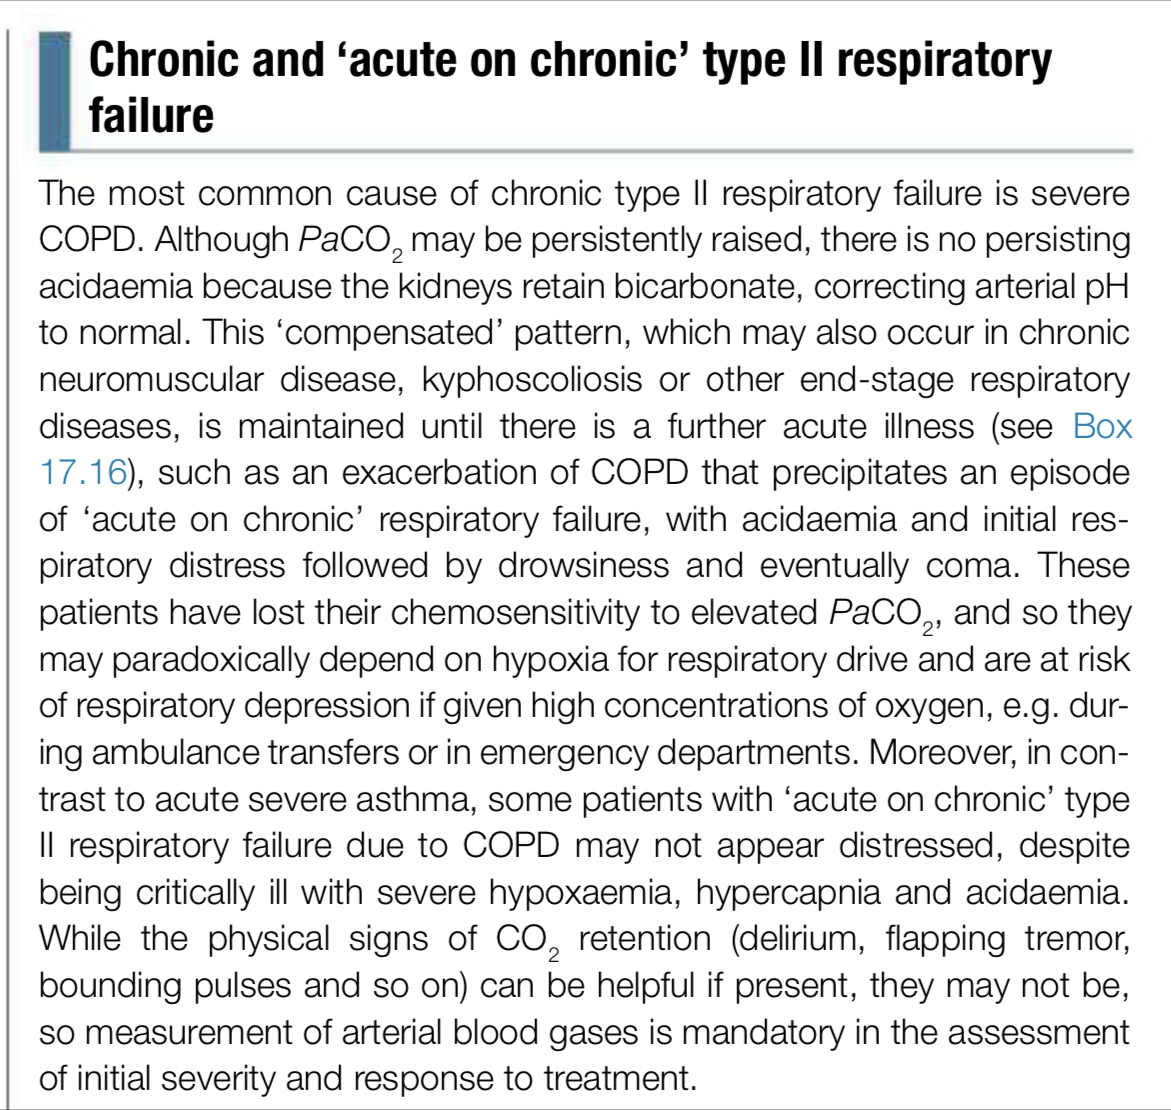 Chronic and ‘acute on chronic’ type II respiratory
failure
The most common cause of chronic type II respiratory failure is severe
COPD. Although PaCO₂ may be persistently raised, there is no persisting
acidaemia because the kidneys retain bicarbonate, correcting arterial pH
to normal. This ‘compensated’ pattern, which may also occur in chronic
neuromuscular disease, kyphoscoliosis or other end-stage respiratory
diseases, is maintained until there is a further acute illness (see Box
17.16), such as an exacerbation of COPD that precipitates an episode
of ‘acute on chronic’ respiratory failure, with acidaemia and initial res-
piratory distress followed by drowsiness and eventually coma. These
patients have lost their chemosensitivity to elevated PaCO₂, and so they
may paradoxically depend on hypoxia for respiratory drive and are at risk
of respiratory depression if given high concentrations of oxygen, e.g. dur-
ing ambulance transfers or in emergency departments. Moreover, in con-
trast to acute severe asthma, some patients with ‘acute on chronic’ type
II respiratory failure due to COPD may not appear distressed, despite
being critically ill with severe hypoxaemia, hypercapnia and acidaemia.
While the physical signs of CO₂ retention (delirium, flapping tremor,
bounding pulses and so on) can be helpful if present, they may not be,
so measurement of arterial blood gases is mandatory in the assessment
of initial severity and response to treatment.